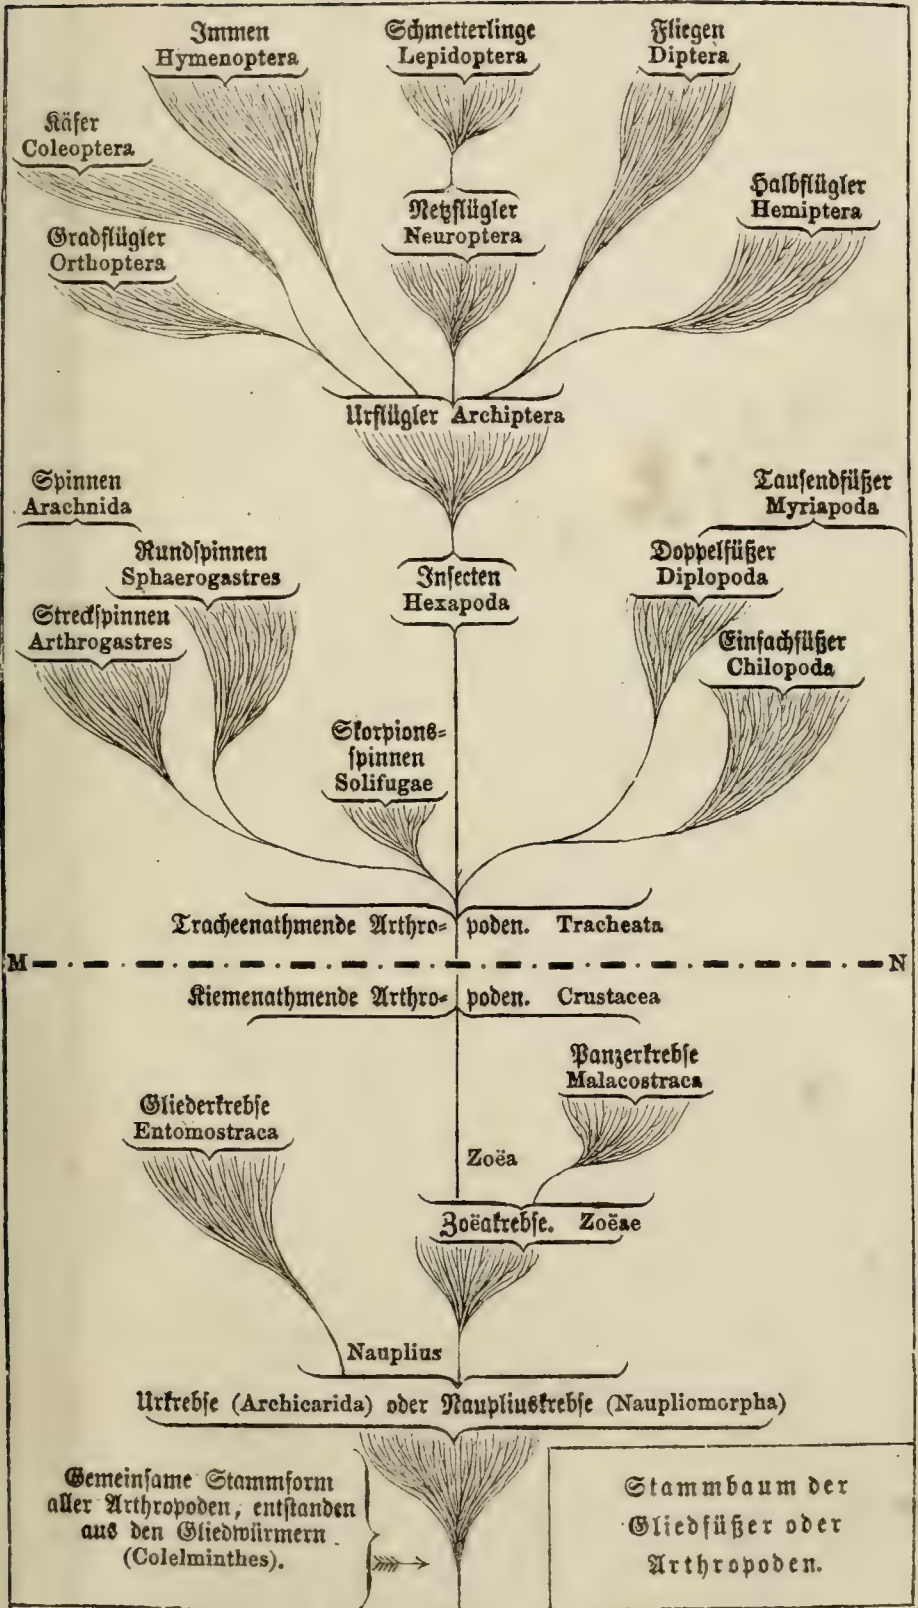 Immen
Hymenoptera
Schmetterlinge
Lepidoptera
Fliegen
Diptera
Käfer
Coleoptera
Halbflügler
Hemiptera
Netzflügler
Neuroptera
Gradflügler
Orthoptera
Urflügler Archiptera
Spinnen
Arachnida
Tausendfüßer
Myriapoda
Rundspinnen
Sphaerogastres
Insecten
Hexapoda
Doppelfüßer
Diplopoda
Streckspinnen
Arthrogastres
Einfachfüßer
Chilopoda
Skorpions=
spinnen
Solifugae
Tracheenathmende Arthro= poden. Tracheata
M N
Kiemenathmende Arthro= poden. Crustacea
Panzerkrebse
Malacostraca
Gliederkrebse
Entomostraca
Zoëa
Zoëakrebse. Zoëae
Nauplius
Urkrebse (Archicarida) oder Naupliuskrebse (Naupliomorpha)
Gemeinsame Stammform
aller Arthropoden, entstanden
aus den Gliedwürmern
(Colelminthes).
Stammbaum der
Gliedfüßer oder
Arthropoden.